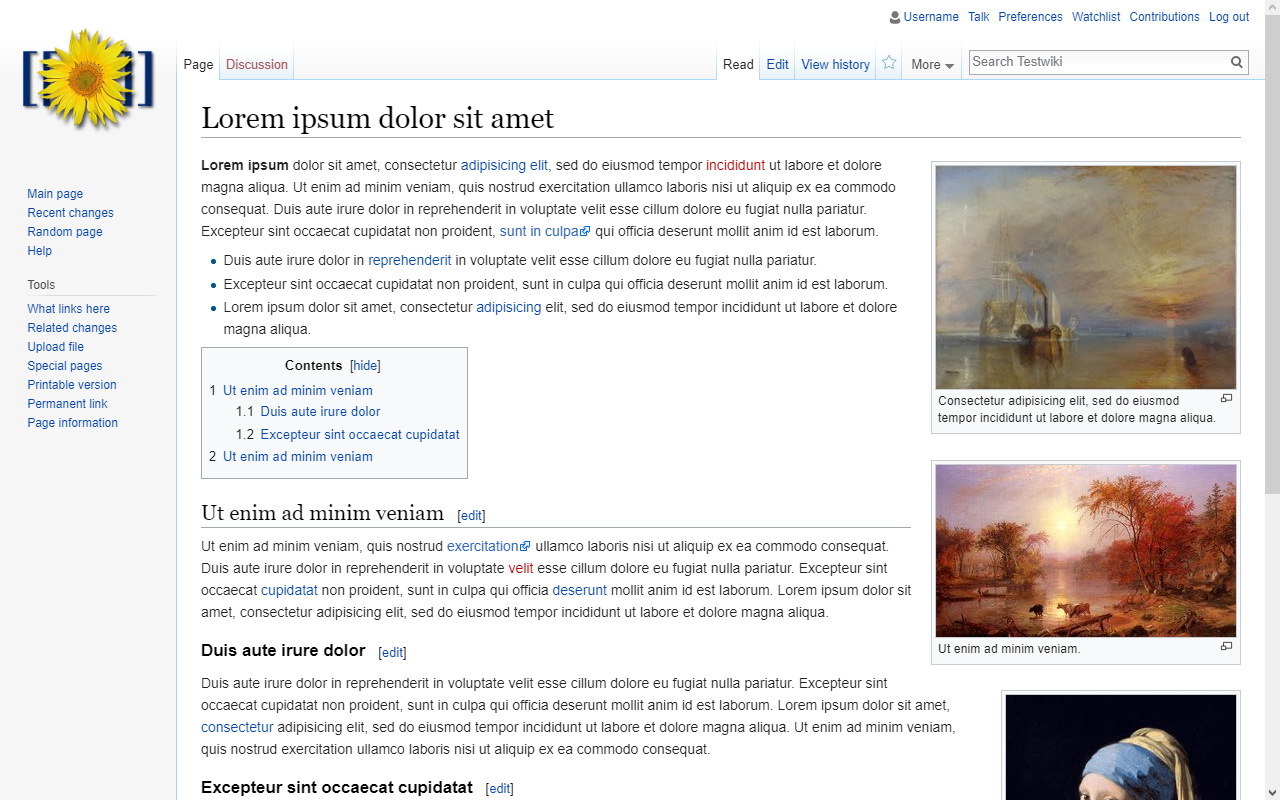 Username Talk Preferences Watchlist Contributions Log out
Page Discussion Read Edit View history More Search Testwiki
Lorem ipsum dolor sit amet
Main page
Recent changes
Random page
Help
Tools
What links here
Related changes
Upload file
Special pages
Printable version
Permanent link
Page information
Lorem ipsum dolor sit amet, consectetur adipisicing elit, sed do eiusmod tempor incididunt ut labore et dolore
magna aliqua. Ut enim ad minim veniam, quis nostrud exercitation ullamco laboris nisi ut aliquip ex ea commodo
consequat. Duis aute irure dolor in reprehenderit in voluptate velit esse cillum dolore eu fugiat nulla pariatur.
Excepteur sint occaecat cupidatat non proident, sunt in culpa qui officia deserunt mollit anim id est laborum.
Duis aute irure dolor in reprehenderit in voluptate velit esse cillum dolore eu fugiat nulla pariatur.
Excepteur sint occaecat cupidatat non proident, sunt in culpa qui officia deserunt mollit anim id est laborum.
Lorem ipsum dolor sit amet, consectetur adipisicing elit, sed do eiusmod tempor incididunt ut labore et dolore
magna aliqua.
Contents [hide]
1 Ut enim ad minim veniam
1.1 Duis aute irure dolor
1.2 Excepteur sint occaecat cupidatat
2 Ut enim ad minim veniam
Consectetur adipisicing elit, sed do eiusmod
tempor incididunt ut labore et dolore magna aliqua.
Ut enim ad minim veniam [edit]
Ut enim ad minim veniam, quis nostrud exercitation ullamco laboris nisi ut aliquip ex ea commodo consequat.
Duis aute irure dolor in reprehenderit in voluptate velit esse cillum dolore eu fugiat nulla pariatur. Excepteur sint
occaecat cupidatat non proident, sunt in culpa qui officia deserunt mollit anim id est laborum. Lorem ipsum dolor sit
amet, consectetur adipisicing elit, sed do eiusmod tempor incididunt ut labore et dolore magna aliqua.
Ut enim ad minim veniam.
Duis aute irure dolor [edit]
Duis aute irure dolor in reprehenderit in voluptate velit esse cillum dolore eu fugiat nulla pariatur. Excepteur sint
occaecat cupidatat non proident, sunt in culpa qui officia deserunt mollit anim id est laborum. Lorem ipsum dolor sit amet,
consectetur adipisicing elit, sed do eiusmod tempor incididunt ut labore et dolore magna aliqua. Ut enim ad minim veniam,
quis nostrud exercitation ullamco laboris nisi ut aliquip ex ea commodo consequat.
Excepteur sint occaecat cupidatat [edit]